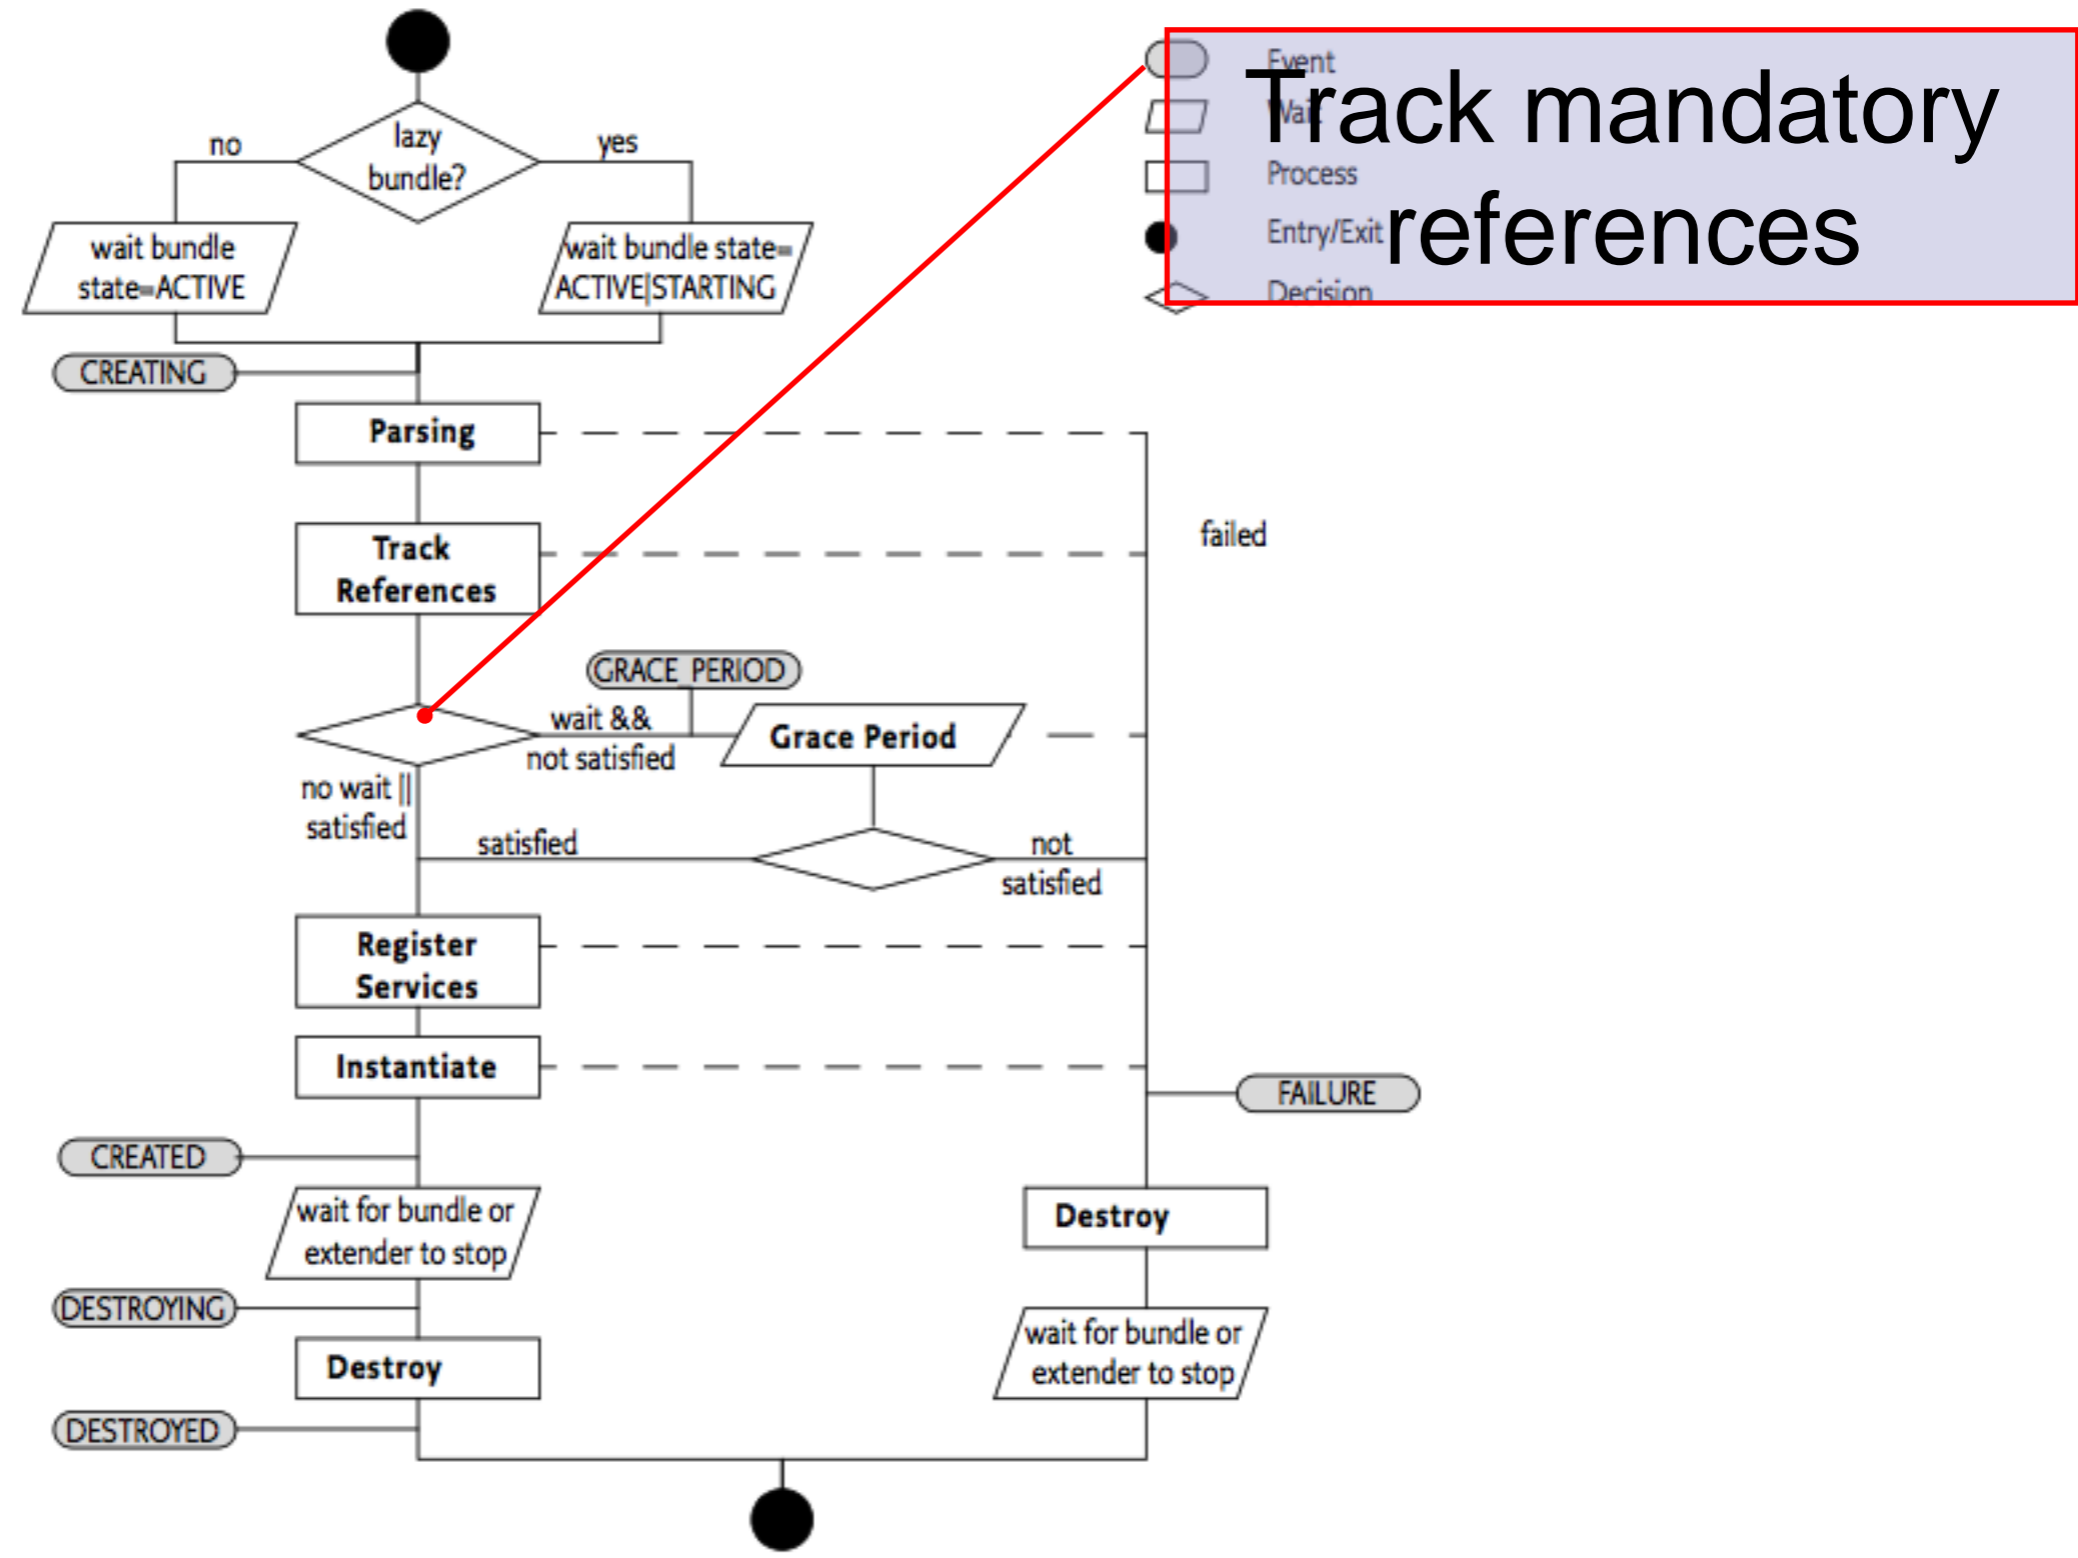 Event
Track mandatory
Wait
references
Process
Entry/Exit
Decision
lazy
bundle?
no
yes
wait bundle
state=ACTIVE
wait bundle state=
ACTIVE|STARTING
CREATING
Parsing
failed
Track
References
GRACE_PERIOD
wait &&
not satisfied
Grace Period
no wait ||
satisfied
satisfied
not
satisfied
Register
Services
Instantiate
FAILURE
CREATED
wait for bundle or
extender to stop
Destroy
DESTROYING
Destroy
wait for bundle or
extender to stop
DESTROYED